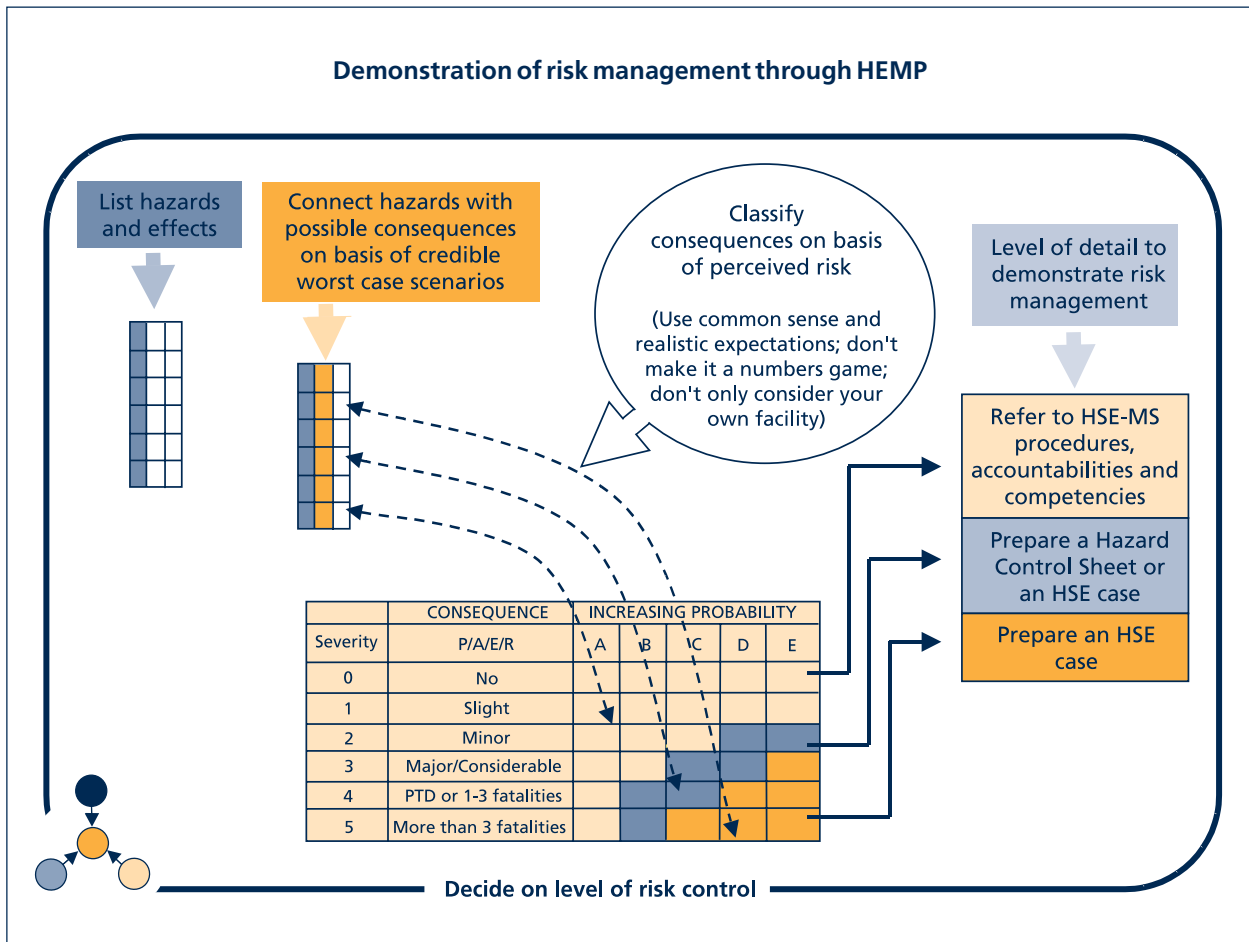 Demonstration of risk management through HEMP
List hazards
and effects
Connect hazards with
possible consequences
on basis of credible
worst case scenarios
Classify
consequences on basis
of perceived risk
(Use common sense and
realistic expectations; don't
make it a numbers game;
don't only consider your
own facility)
Level of detail to
demonstrate risk
management
Refer to HSE-MS
procedures,
accountabilities and
competencies
Prepare a Hazard
Control Sheet or
an HSE case
Prepare an HSE
case
CONSEQUENCE INCREASING PROBABILITY
Severity P/A/E/R A B C D E
0 No
1 Slight
2 Minor
3 Major/Considerable
4 PTD or 1-3 fatalities
5 More than 3 fatalities
Decide on level of risk control